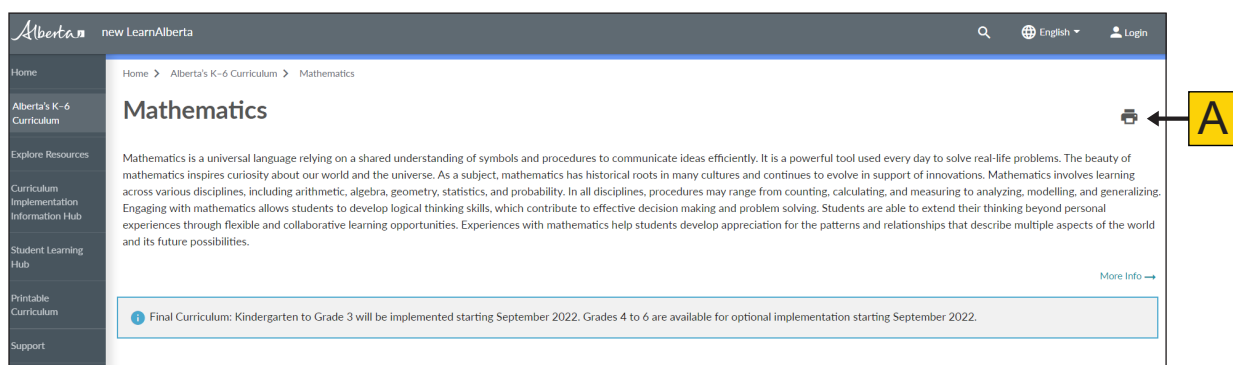 Alberta new LearnAlberta English Login
Home
Alberta's K–6
Curriculum
Explore Resources
Curriculum
Implementation
Information Hub
Student Learning
Hub
Printable
Curriculum
Support
Home > Alberta's K–6 Curriculum > Mathematics
Mathematics
A
Mathematics is a universal language relying on a shared understanding of symbols and procedures to communicate ideas efficiently. It is a powerful tool used every day to solve real-life problems. The beauty of
mathematics inspires curiosity about our world and the universe. As a subject, mathematics has historical roots in many cultures and continues to evolve in support of innovations. Mathematics involves learning
across various disciplines, including arithmetic, algebra, geometry, statistics, and probability. In all disciplines, procedures may range from counting, calculating, and measuring to analyzing, modelling, and generalizing.
Engaging with mathematics allows students to develop logical thinking skills, which contribute to effective decision making and problem solving. Students are able to extend their thinking beyond personal
experiences through flexible and collaborative learning opportunities. Experiences with mathematics help students develop appreciation for the patterns and relationships that describe multiple aspects of the world
and its future possibilities.
More Info →
Final Curriculum: Kindergarten to Grade 3 will be implemented starting September 2022. Grades 4 to 6 are available for optional implementation starting September 2022.